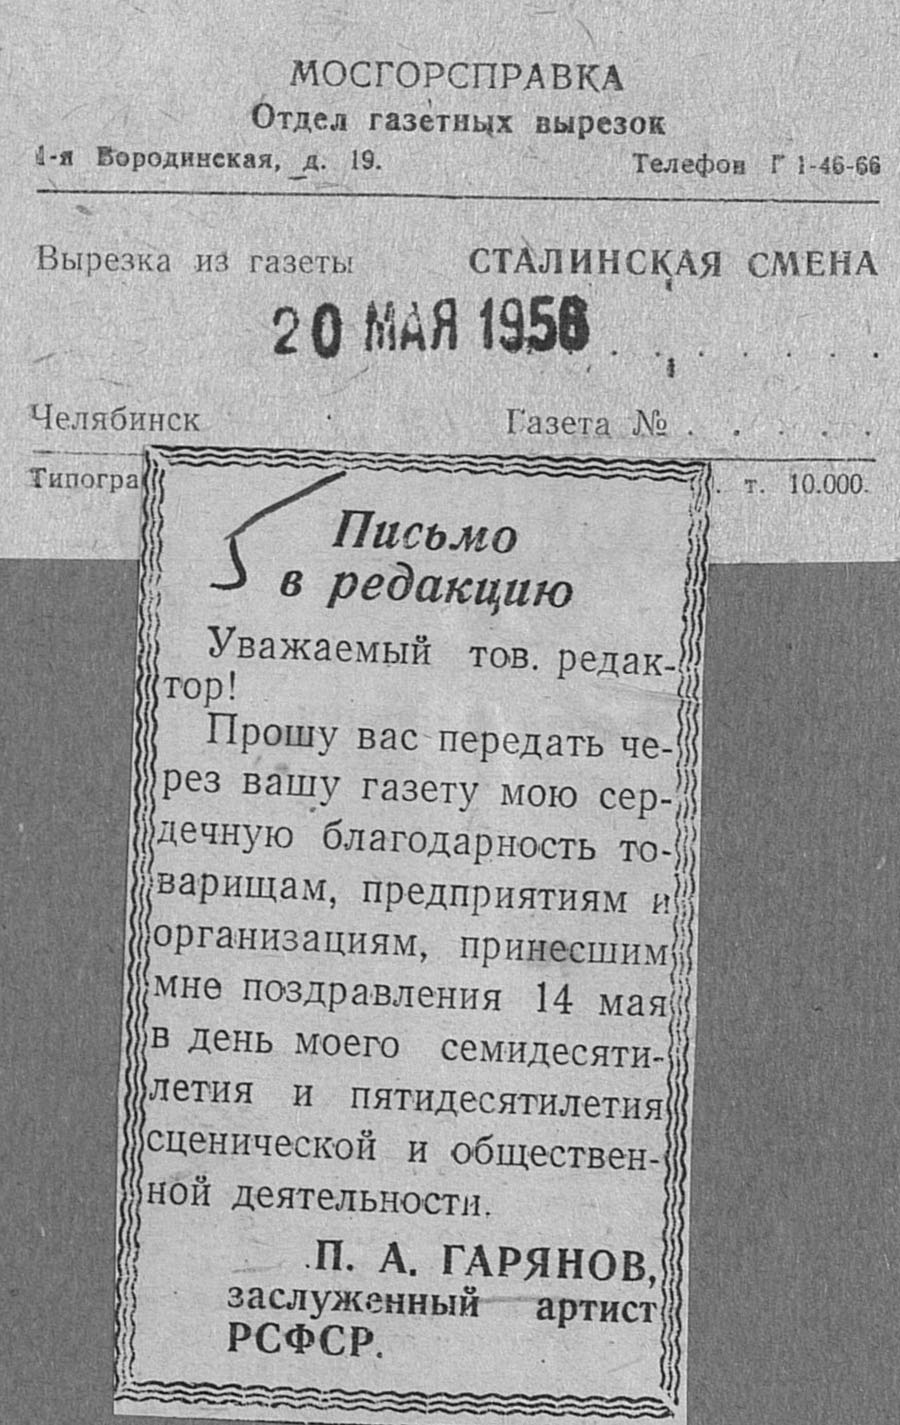 МОСГОРСПРАВКА
Отдел газетных вырезок
1-я Бородинская, д. 19. Телефон Г 1-46-66
Вырезка из газеты СТАЛИНСКАЯ СМЕНА
20 МАЯ 1956 . . . . . . .
Челябинск Газета № . . . . .
Типогра т. 10.000.
Письмо
в редакцию
Уважаемый тов. редак-
тор!
Прошу вас передать че-
рез вашу газету мою сер-
дечную благодарность то-
варищам, предприятиям и
организациям, принесшим
мне поздравления 14 мая
в день моего семидесяти-
летия и пятидесятилетия
сценической и обществен-
ной деятельности.
П. А. ГАРЯНОВ,
заслуженный артист
РСФСР.